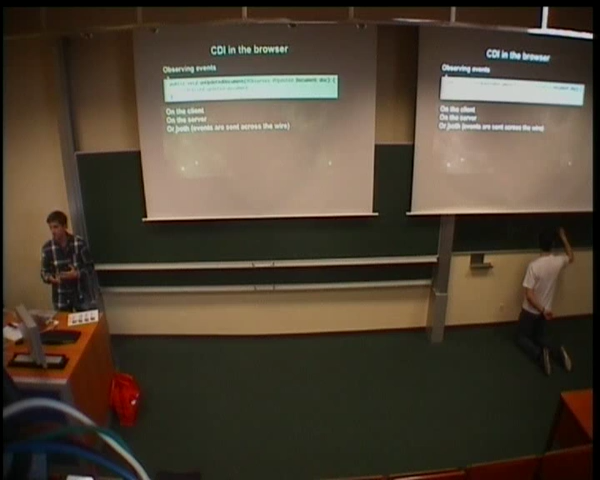 CDI in the browser
Observing events
On the client
On the server
Or both (events are sent across the wire)
CDI in the browser
Observing events
On the client
On the server
Or both (events are sent across the wire)